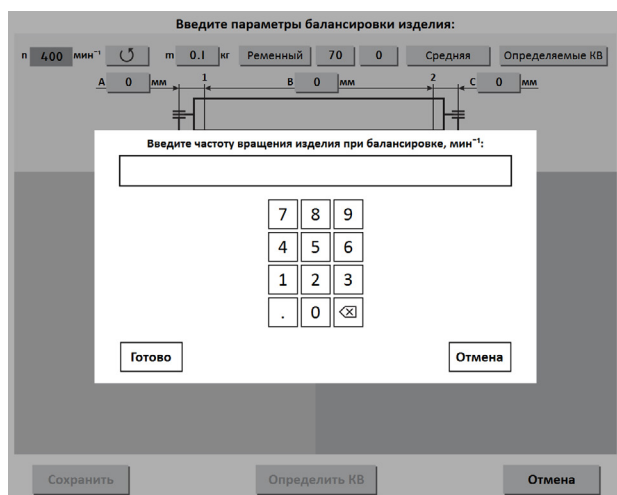 Введите параметры балансировки изделия:
n 400 мин⁻¹ m 0.1 кг Ременный 70 0 Средняя Определяемые КВ
A 0 мм 1 B 0 мм 2 C 0 мм
Введите частоту вращения изделия при балансировке, мин⁻¹:
7 8 9
4 5 6
1 2 3
. 0
Готово Отмена
Сохранить Определить КВ Отмена